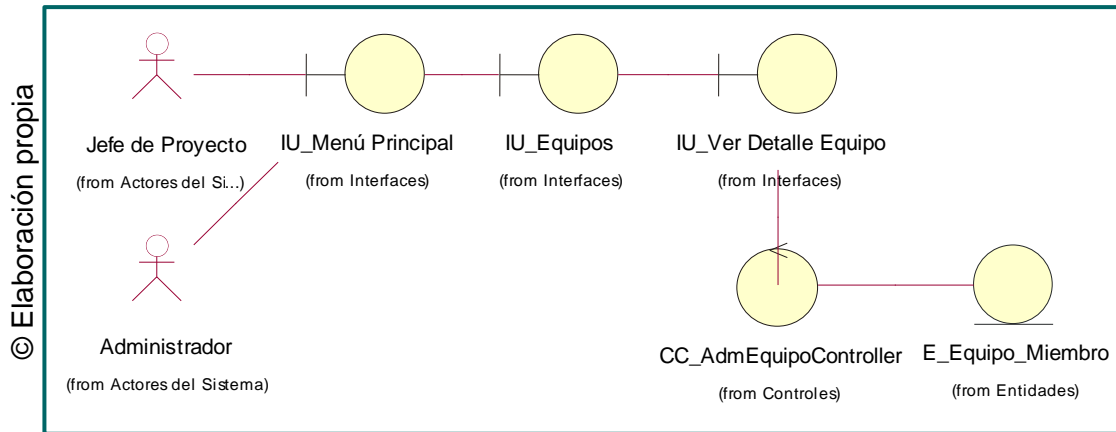 © Elaboración propia
Jefe de Proyecto
(from Actores del Si...)
IU_Menú Principal
(from Interfaces)
IU_Equipos
(from Interfaces)
IU_Ver Detalle Equipo
(from Interfaces)
Administrador
(from Actores del Sistema)
CC_AdmEquipoController
(from Controles)
E_Equipo_Miembro
(from Entidades)